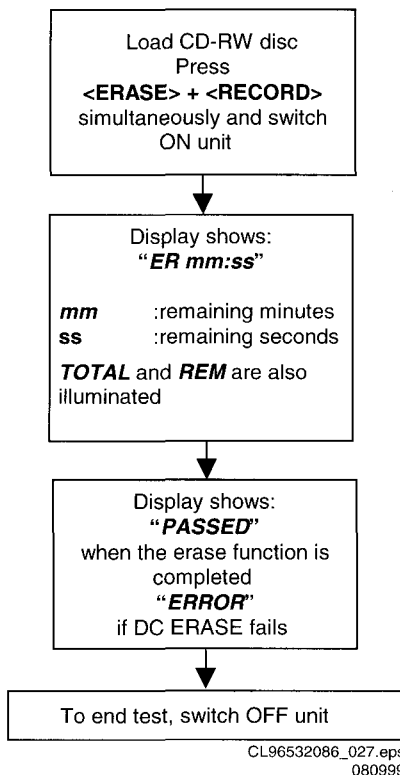 Load CD-RW disc
Press
<ERASE> + <RECORD>
simultaneously and switch
ON unit
Display shows:
“ER mm:ss”
mm :remaining minutes
ss :remaining seconds
TOTAL and REM are also
illuminated
Display shows:
“PASSED”
when the erase function is
completed
“ERROR”
if DC ERASE fails
To end test, switch OFF unit
CL96532086_027.eps
080999